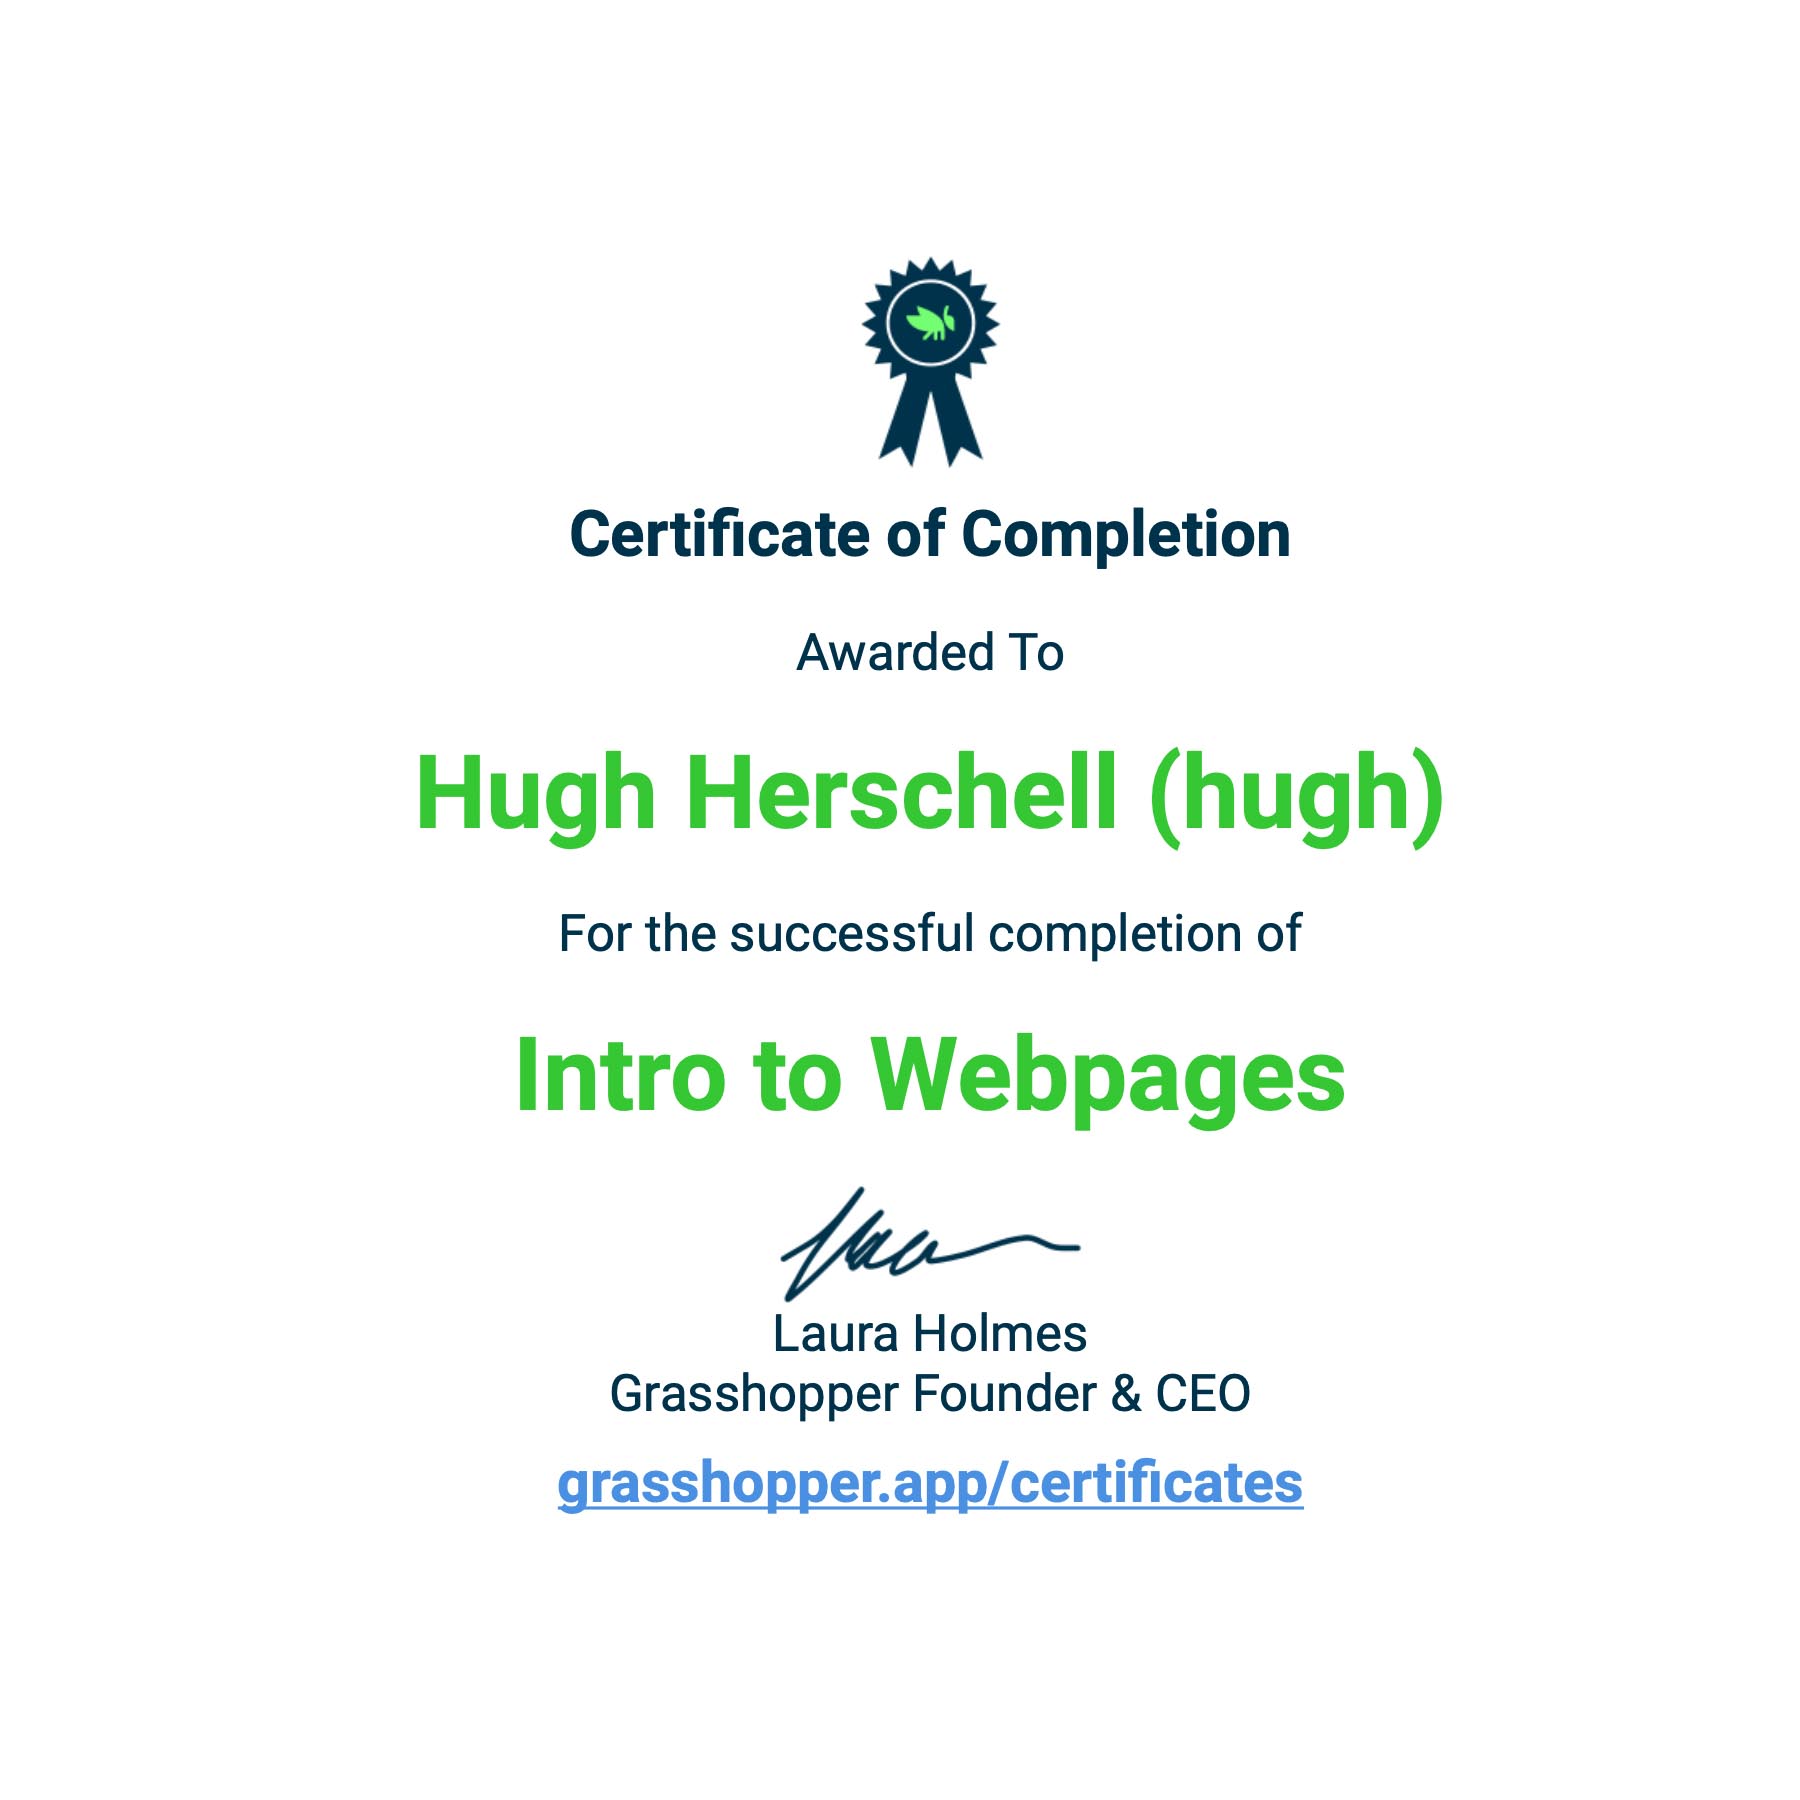 Certificate of Completion
Awarded To
Hugh Herschell (hugh)
For the successful completion of
Intro to Webpages
Laura Holmes
Grasshopper Founder & CEO
grasshopper.app/certificates